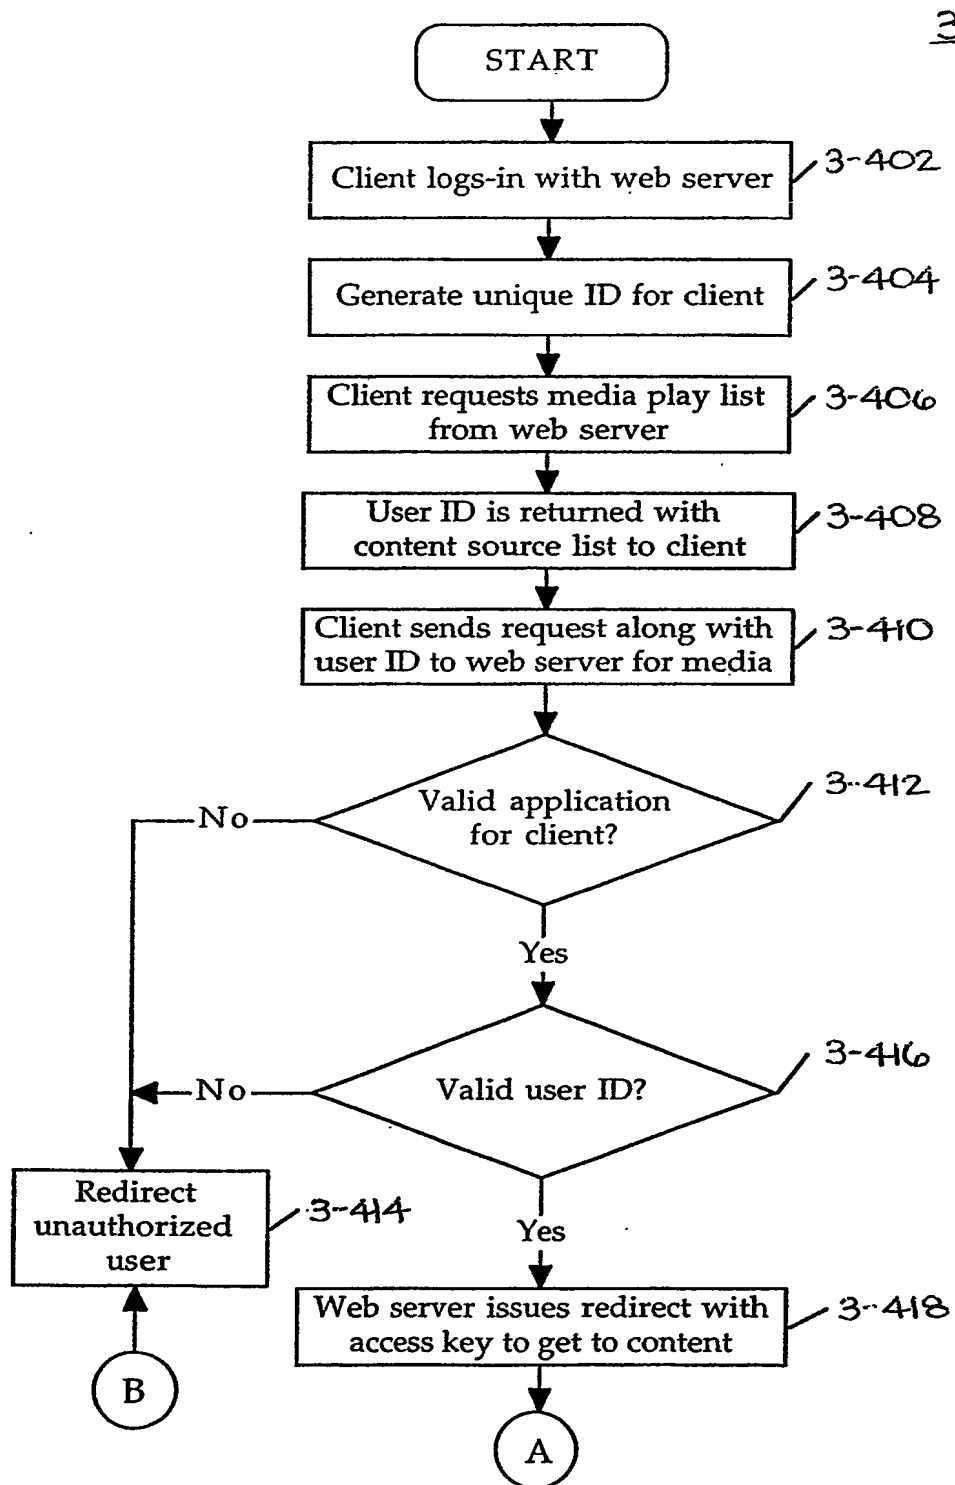 3
START
Client logs-in with web server
3-402
Generate unique ID for client
3-404
Client requests media play list
from web server
3-406
User ID is returned with
content source list to client
3-408
Client sends request along with
user ID to web server for media
3-410
Valid application
for client?
3-412
No
Yes
Valid user ID?
3-416
No
Redirect
unauthorized
user
3-414
Yes
Web server issues redirect with
access key to get to content
3-418
B
A